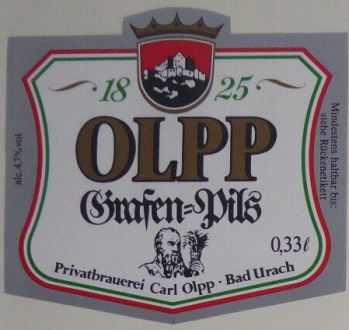 18 25
OLPP
Grafen=Pils
0,33 ℓ
Privatbrauerei Carl Olpp · Bad Urach
alc. 4,7% vol
Mindestens haltbar bis:
siehe Rückenetikett